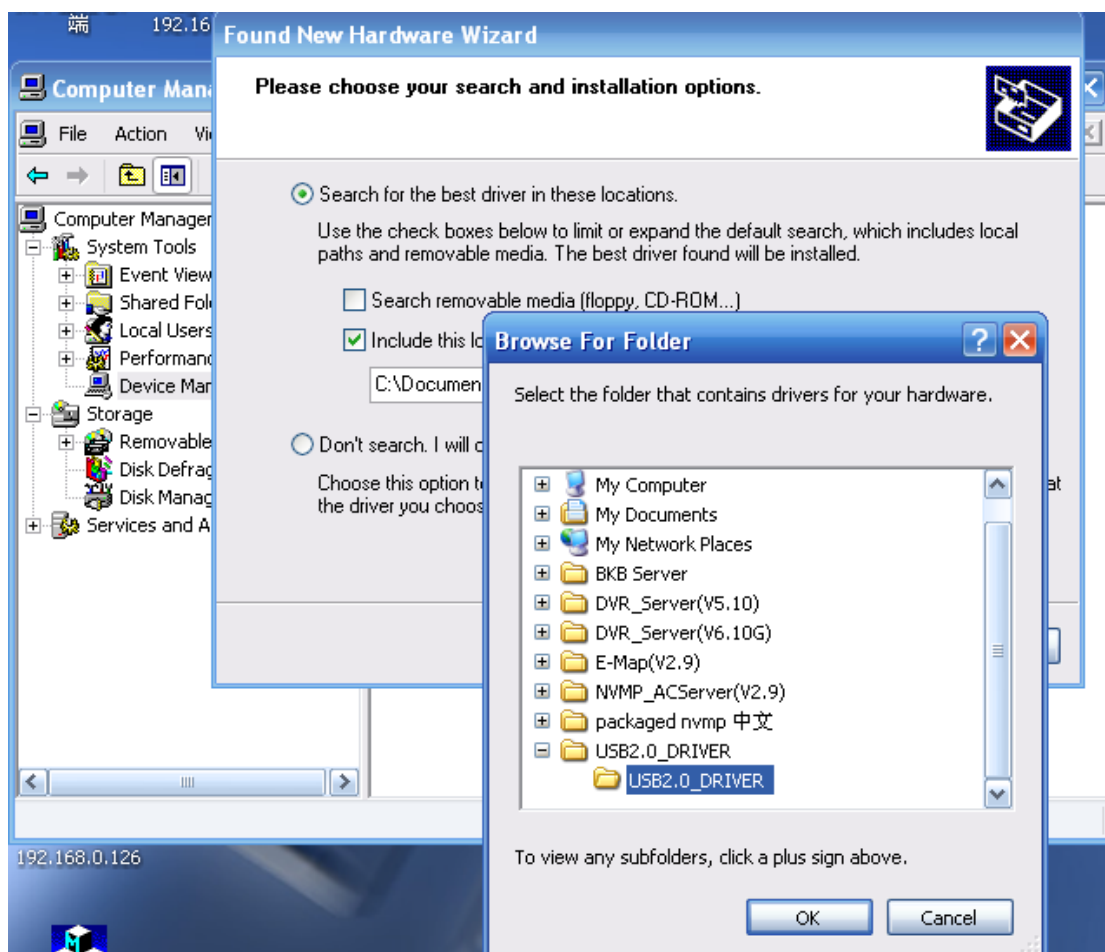 端
192.16
Found New Hardware Wizard
Computer Mana
Please choose your search and installation options.
File Action Vi
Search for the best driver in these locations.
Use the check boxes below to limit or expand the default search, which includes local
paths and removable media. The best driver found will be installed.
Search removable media (floppy, CD-ROM...)
Include this lo
C:\Documen
Don't search. I will c
Choose this option t
at
the driver you choos
Computer Manager
System Tools
Event View
Shared Fol
Local Users
Performanc
Device Mar
Storage
Removable
Disk Defrag
Disk Manag
Services and A
Browse For Folder
Select the folder that contains drivers for your hardware.
My Computer
My Documents
My Network Places
BKB Server
DVR_Server(V5.10)
DVR_Server(V6.10G)
E-Map(V2.9)
NVMP_ACServer(V2.9)
packaged nvmp 中文
USB2.0_DRIVER
USB2.0_DRIVER
To view any subfolders, click a plus sign above.
OK Cancel
192.168.0.126